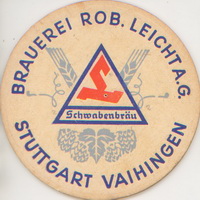 BRAUEREI ROB. LEICHT A.G.
Schwabenbräu
STUTTGART VAIHINGEN